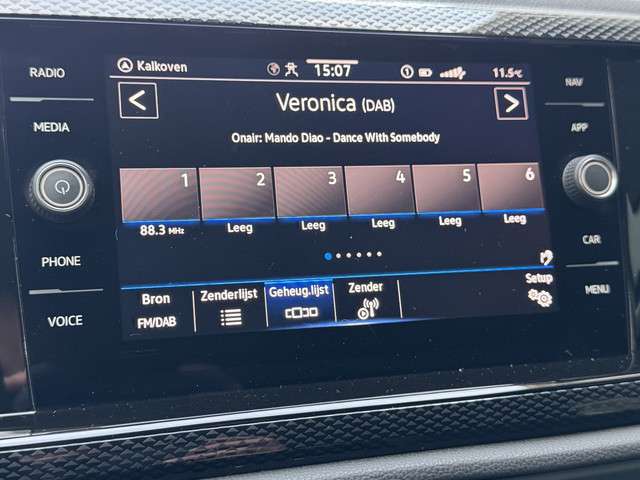 Kalkoven 15:07 1 11.5°C
RADIO
MEDIA
PHONE
VOICE
Veronica (DAB)
Onair: Mando Diao - Dance With Somebody
1 2 3 4 5 6
88.3 MHz Leeg Leeg Leeg Leeg Leeg
Setup
Bron Zenderlijst Geheug.lijst Zender
FM/DAB
NAV
APP
CAR
MENU